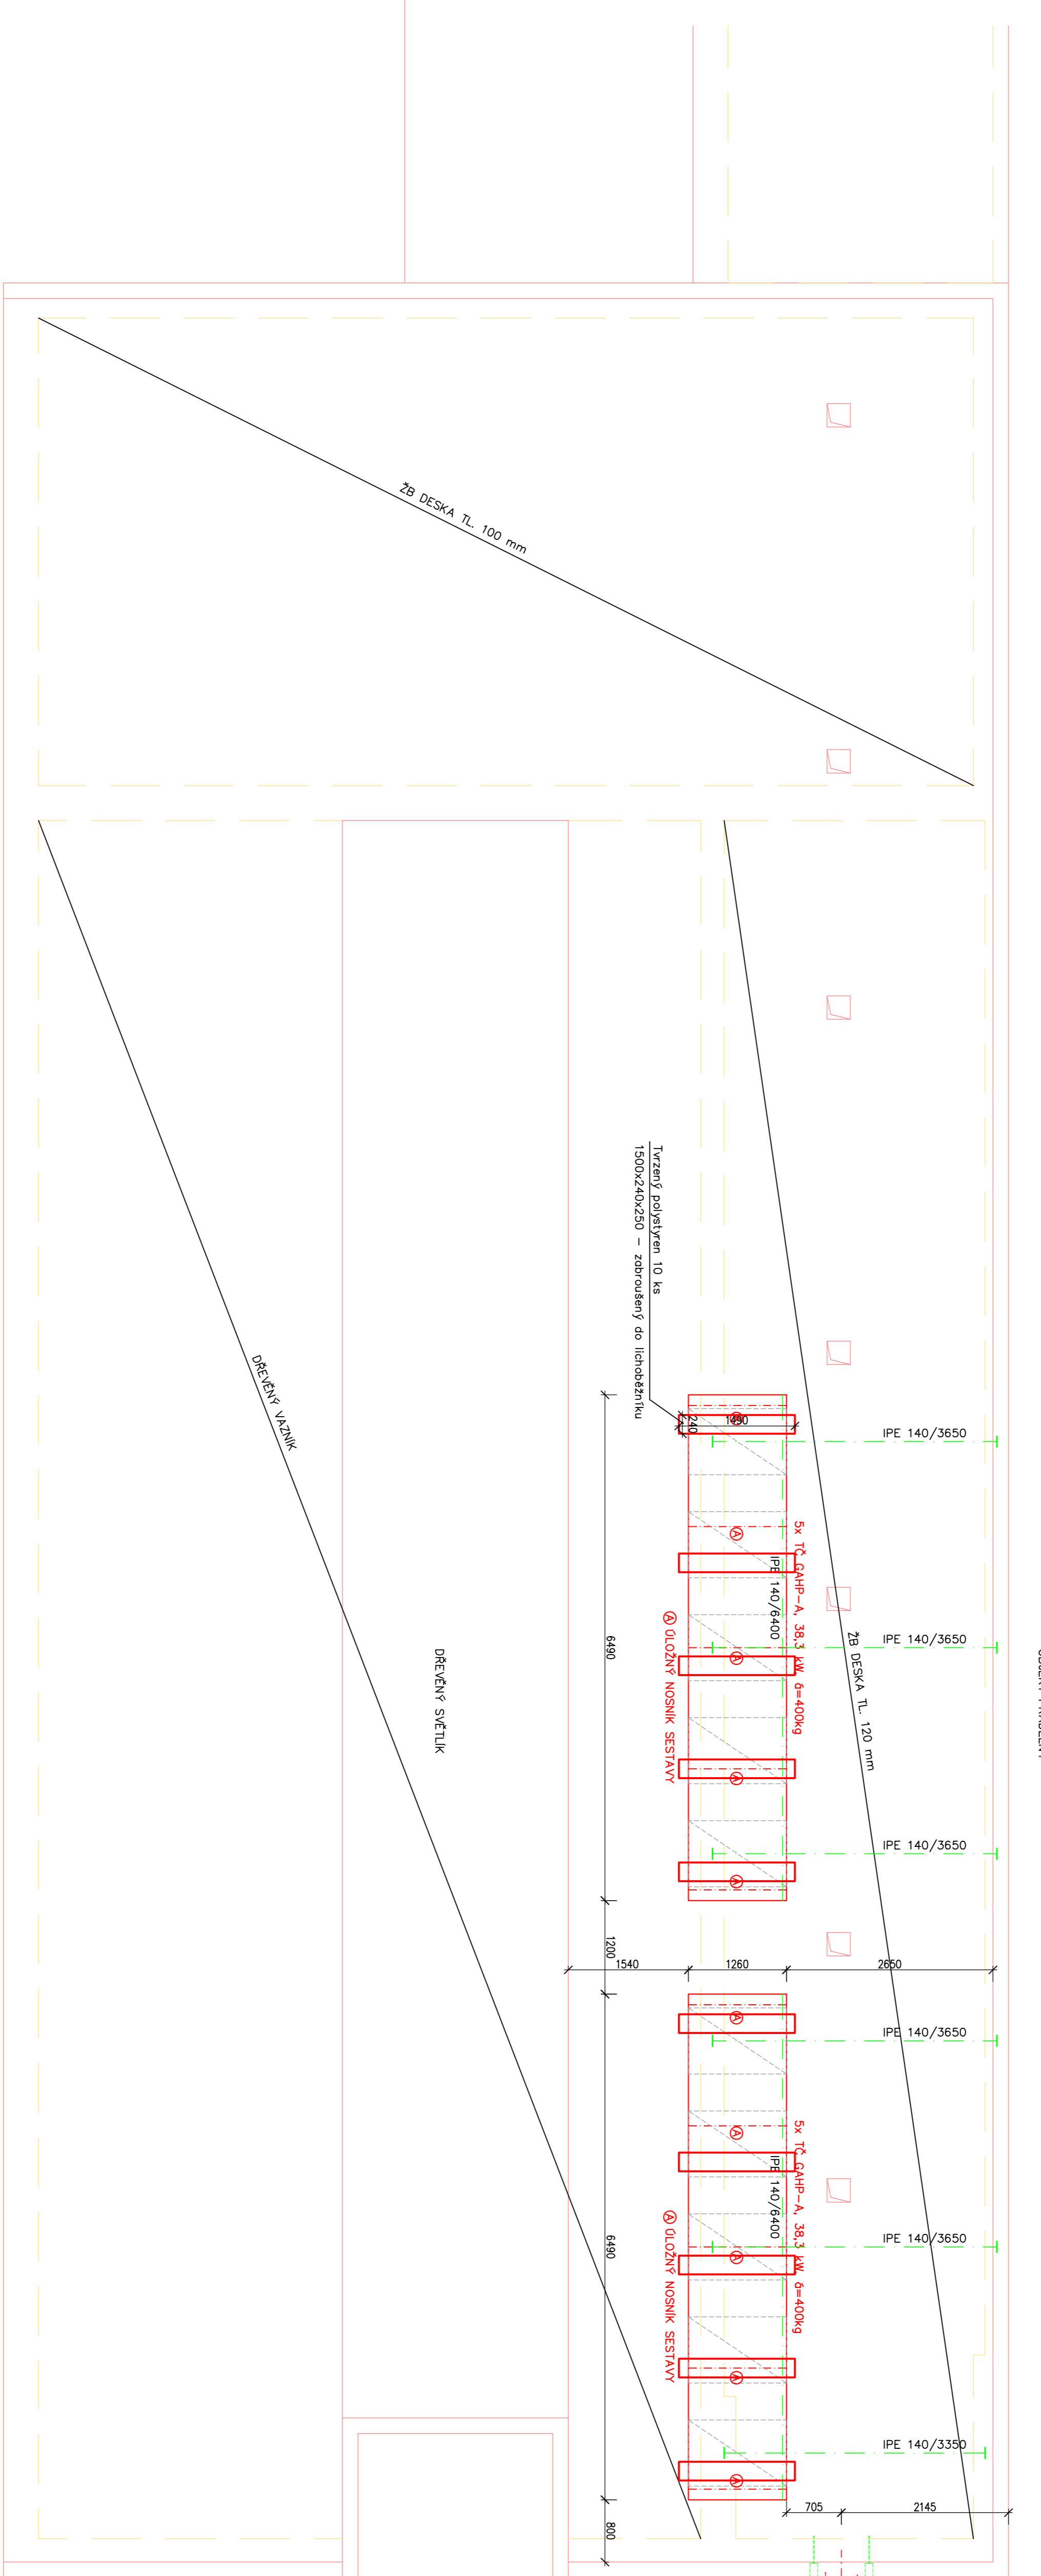 ŽB DESKA TL. 100 mm
Tvrzený polystyren 10 ks
1500x240x250 – zabroušený do lichoběžníku
240
1490
IPE 140/3650
5x TČ GAHP-A, 38,3 kW á=400kg
IPE 140/6400
A
A
A
A
A
A ÚLOŽNÝ NOSNÍK SESTAVY
6490
IPE 140/3650
ŽB DESKA TL. 120 mm
DŘEVĚNÝ VAZNÍK
DŘEVĚNÝ SVĚTLÍK
IPE 140/3650
1200
1540
1260
2650
IPE 140/3650
5x TČ GAHP-A, 38,3 kW á=400kg
IPE 140/6400
A
A
A
A
A
A ÚLOŽNÝ NOSNÍK SESTAVY
6490
IPE 140/3650
IPE 140/3350
705
2145
800